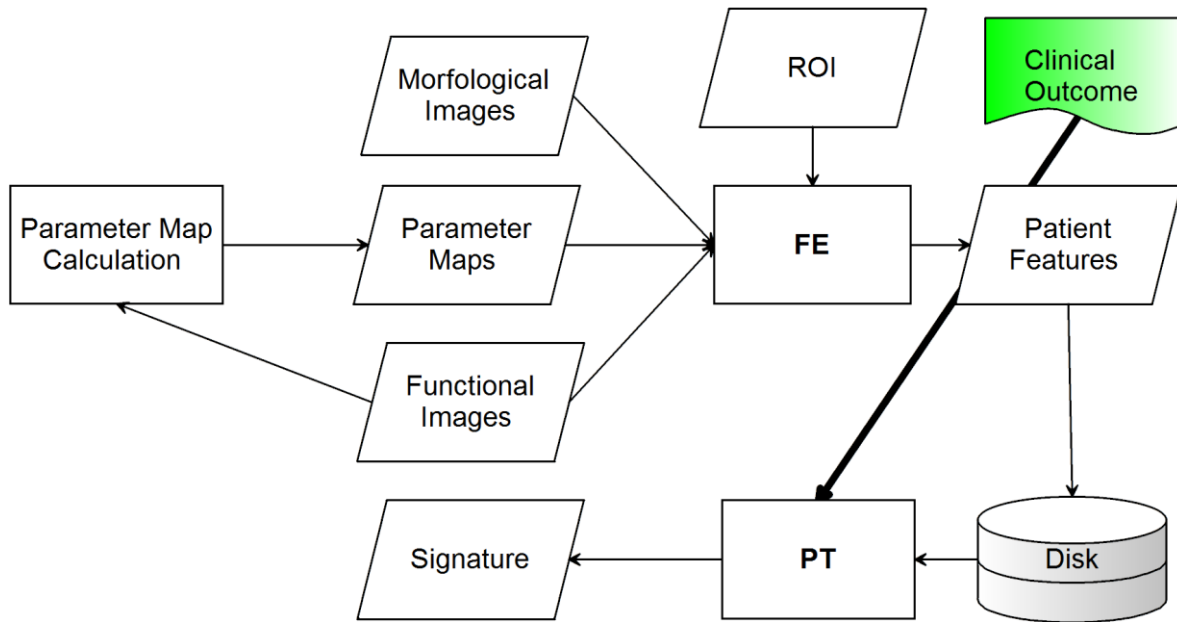 Morfological
Images
ROI
Clinical
Outcome
Parameter Map
Calculation
Parameter
Maps
FE
Patient
Features
Functional
Images
Signature
PT
Disk